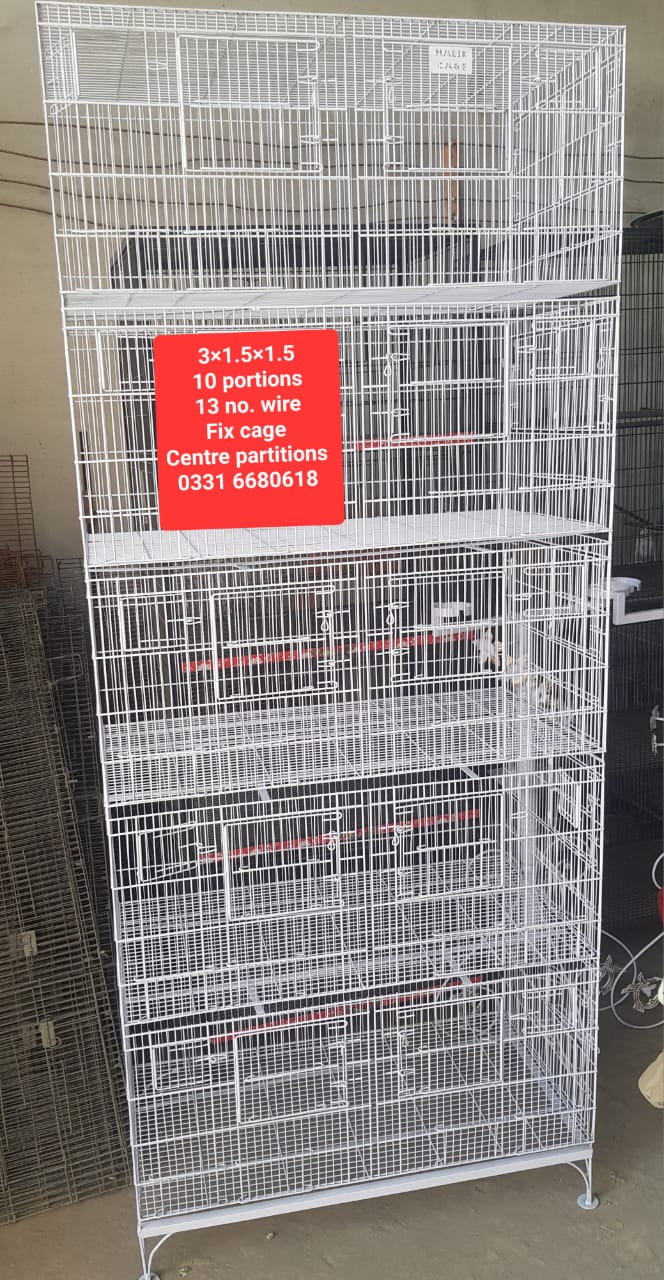 MALIK
CAGE
3×1.5×1.5
10 portions
13 no. wire
Fix cage
Centre partitions
0331 6680618